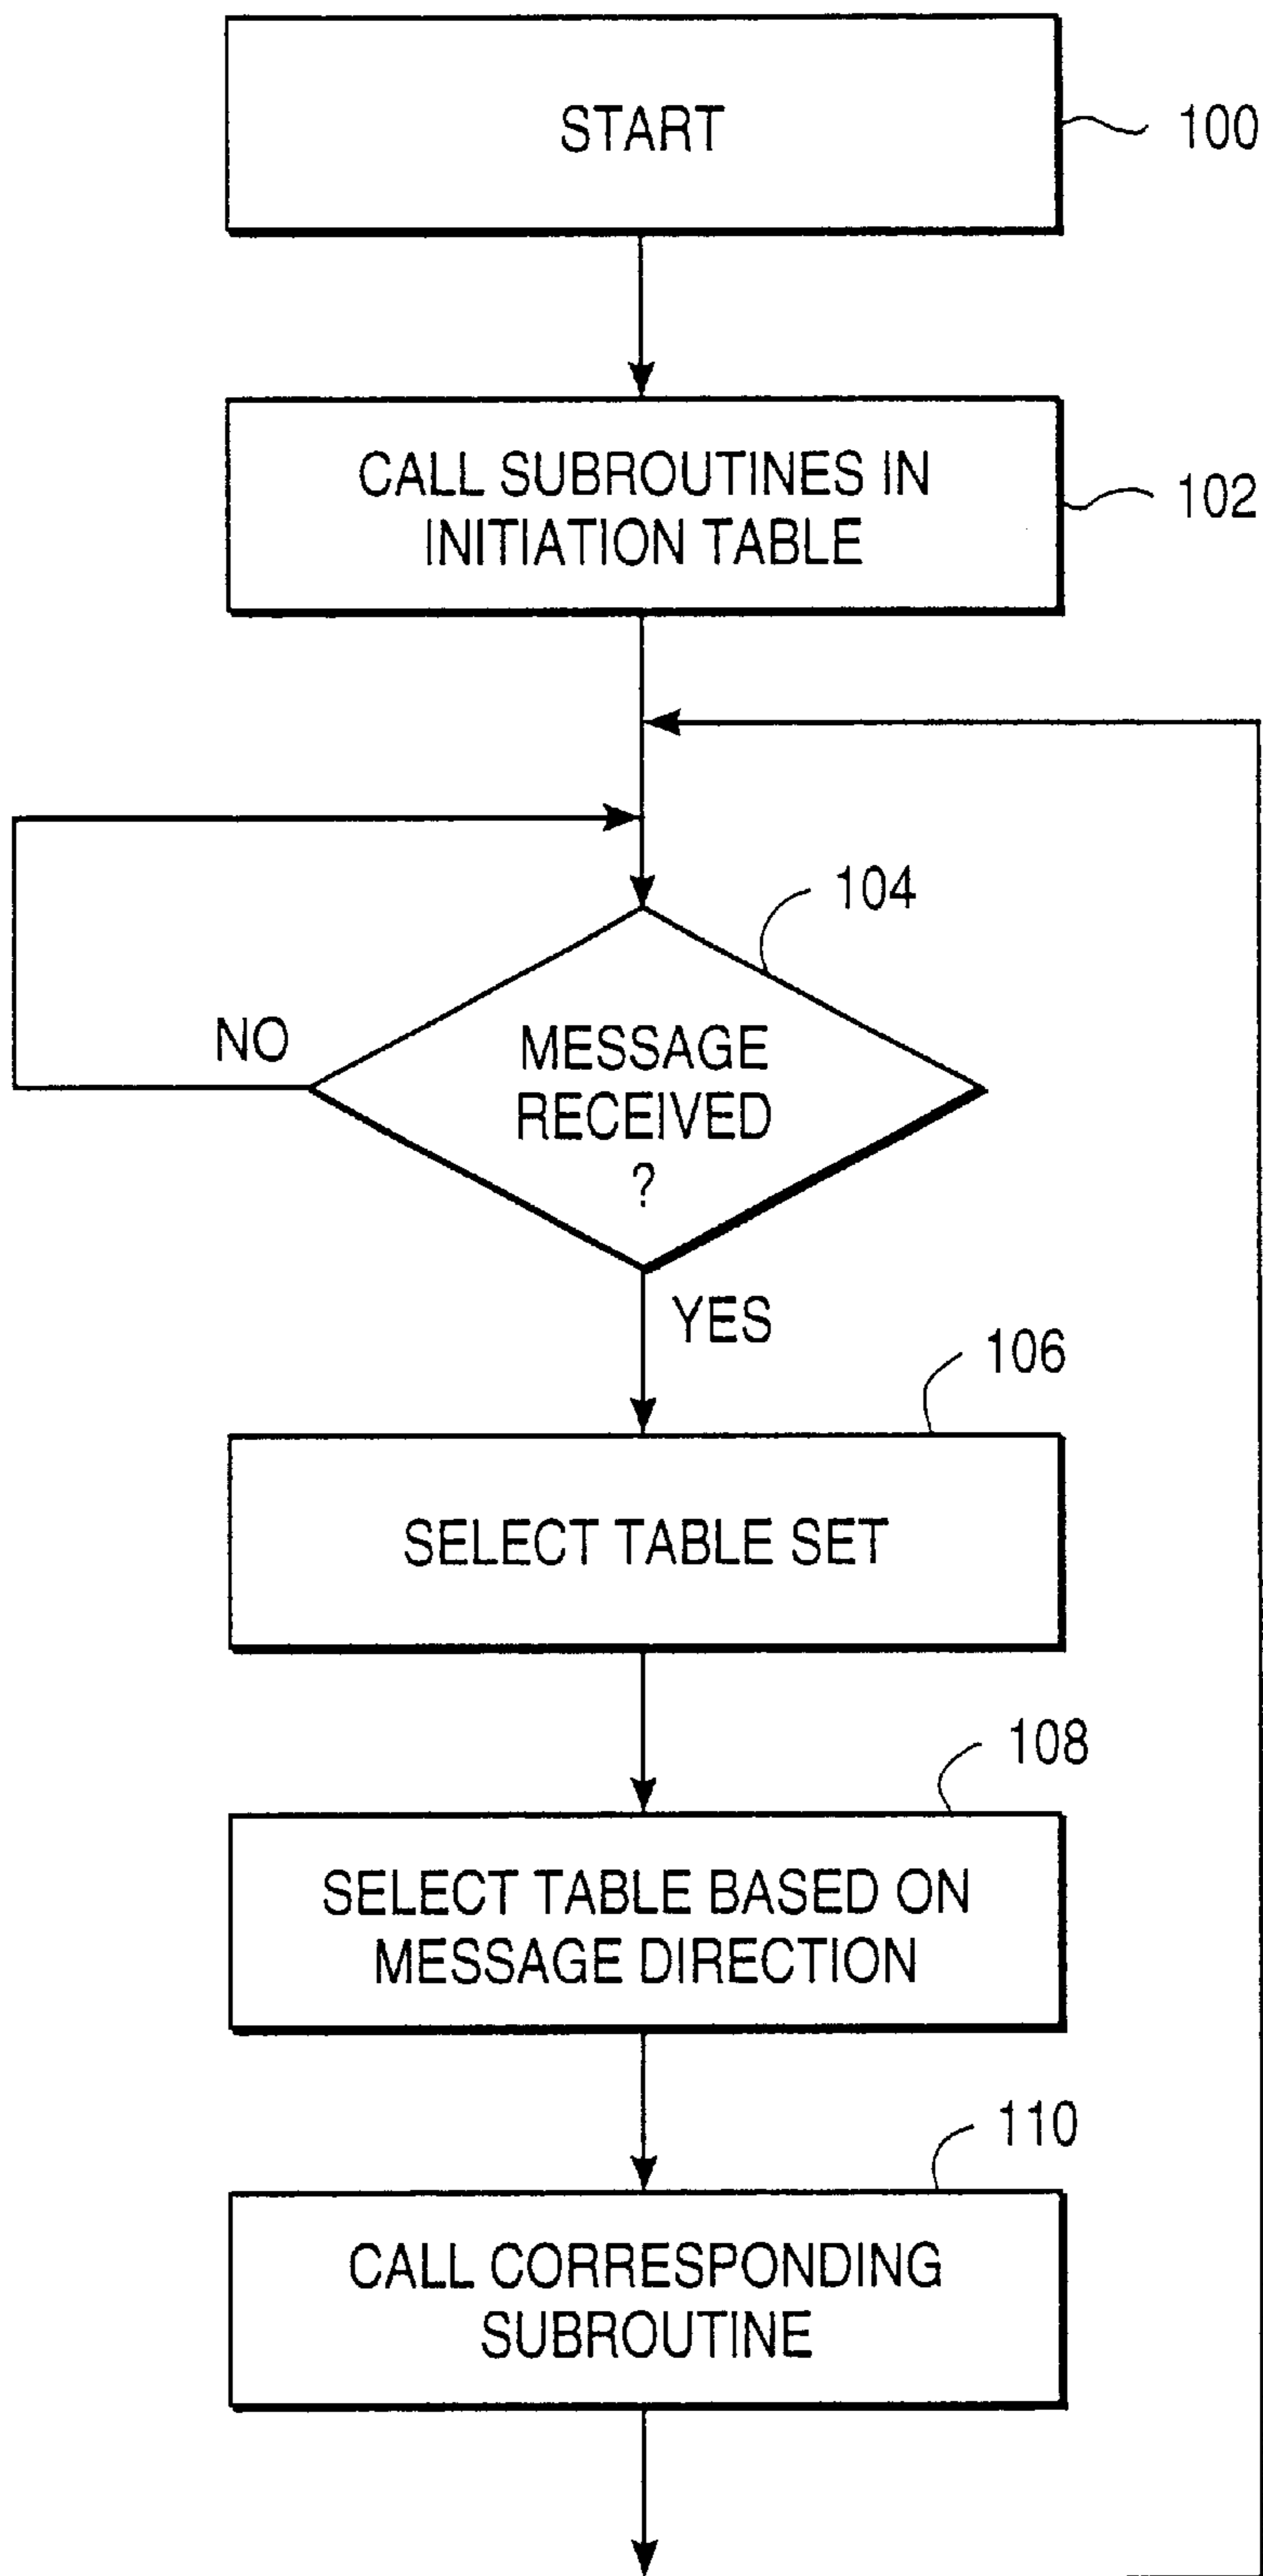 START
100
CALL SUBROUTINES IN
INITIATION TABLE
102
104
NO
MESSAGE
RECEIVED
?
YES
106
SELECT TABLE SET
108
SELECT TABLE BASED ON
MESSAGE DIRECTION
110
CALL CORRESPONDING
SUBROUTINE